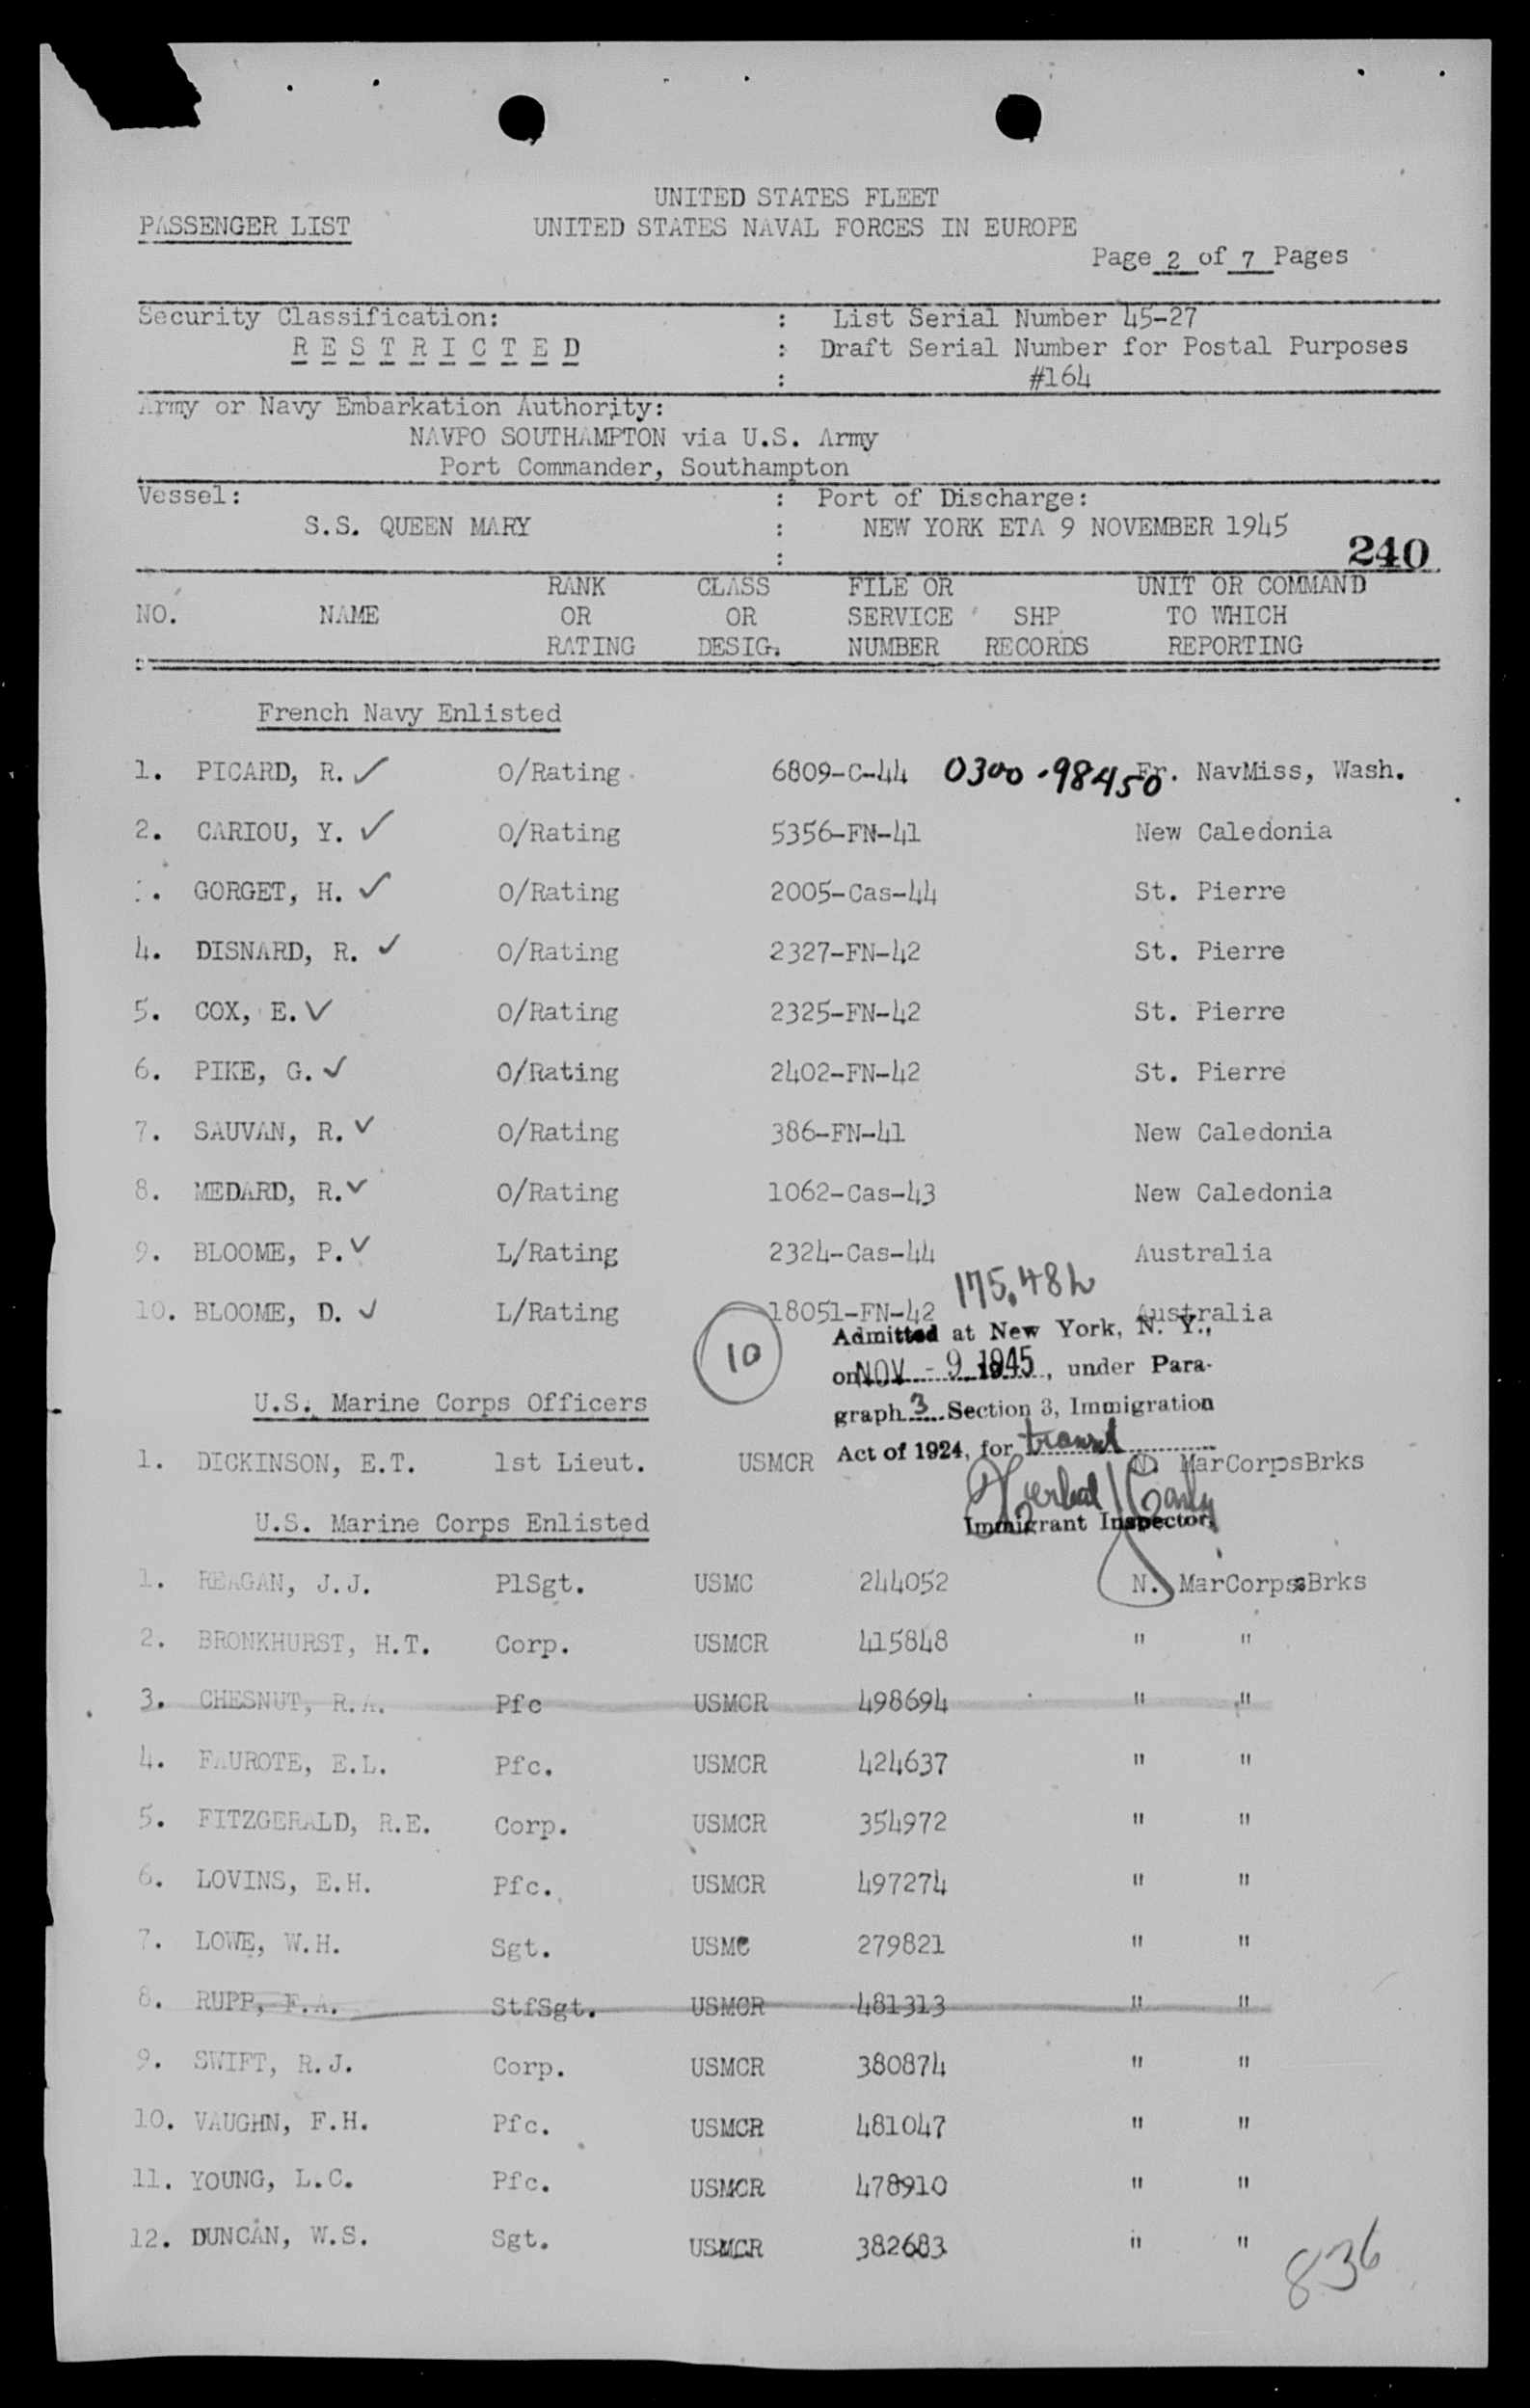 UNITED STATES FLEET
PASSENGER LIST UNITED STATES NAVAL FORCES IN EUROPE
Page 2 of 7 Pages
Security Classification: : List Serial Number 45-27
R E S T R I C T E D : Draft Serial Number for Postal Purposes
: #164
Army or Navy Embarkation Authority:
NAVPO SOUTHAMPTON via U.S. Army
Port Commander, Southampton
Vessel: : Port of Discharge:
S.S. QUEEN MARY : NEW YORK ETA 9 NOVEMBER 1945
: 240
RANK CLASS FILE OR UNIT OR COMMAND
NO. NAME OR OR SERVICE SHP TO WHICH
RATING DESIG. NUMBER RECORDS REPORTING
French Navy Enlisted
1. PICARD, R. ✓ O/Rating 6809-C-44 0300-98450 Fr. NavMiss, Wash.
2. CARIOU, Y. ✓ O/Rating 5356-FN-41 New Caledonia
. GORGET, H. ✓ O/Rating 2005-Cas-44 St. Pierre
4. DISNARD, R. ✓ O/Rating 2327-FN-42 St. Pierre
5. COX, E. ✓ O/Rating 2325-FN-42 St. Pierre
6. PIKE, G. ✓ O/Rating 2402-FN-42 St. Pierre
7. SAUVAN, R. ✓ O/Rating 386-FN-41 New Caledonia
8. MEDARD, R. ✓ O/Rating 1062-Cas-43 New Caledonia
9. BLOOME, P. ✓ L/Rating 2324-Cas-44 Australia
175,482
10. BLOOME, D. ✓ L/Rating 18051-FN-42 Australia
10
Admitted at New York, N. Y.,
on NOV - 9 1945, under Para-
graph 3 Section 3, Immigration
Act of 1924, for transit
U.S. Marine Corps Officers
1. DICKINSON, E.T. 1st Lieut. USMCR N. MarCorpsBrks
Immigrant Inspector.
U.S. Marine Corps Enlisted
1. REAGAN, J.J. PlSgt. USMC 244052 N. MarCorpssBrks
2. BRONKHURST, H.T. Corp. USMCR 415848 " "
3. CHESNUT, R.A. Pfc USMCR 498694 " "
4. FAUROTE, E.L. Pfc. USMCR 424637 " "
5. FITZGERALD, R.E. Corp. USMCR 354972 " "
6. LOVINS, E.H. Pfc. USMCR 497274 " "
7. LOWE, W.H. Sgt. USMC 279821 " "
8. RUPP, F.A. StfSgt. USMCR 481313 " "
9. SWIFT, R.J. Corp. USMCR 380874 " "
10. VAUGHN, F.H. Pfc. USMCR 481047 " "
11. YOUNG, L.C. Pfc. USMCR 478910 " "
12. DUNCAN, W.S. Sgt. USMCR 382683 " "
836